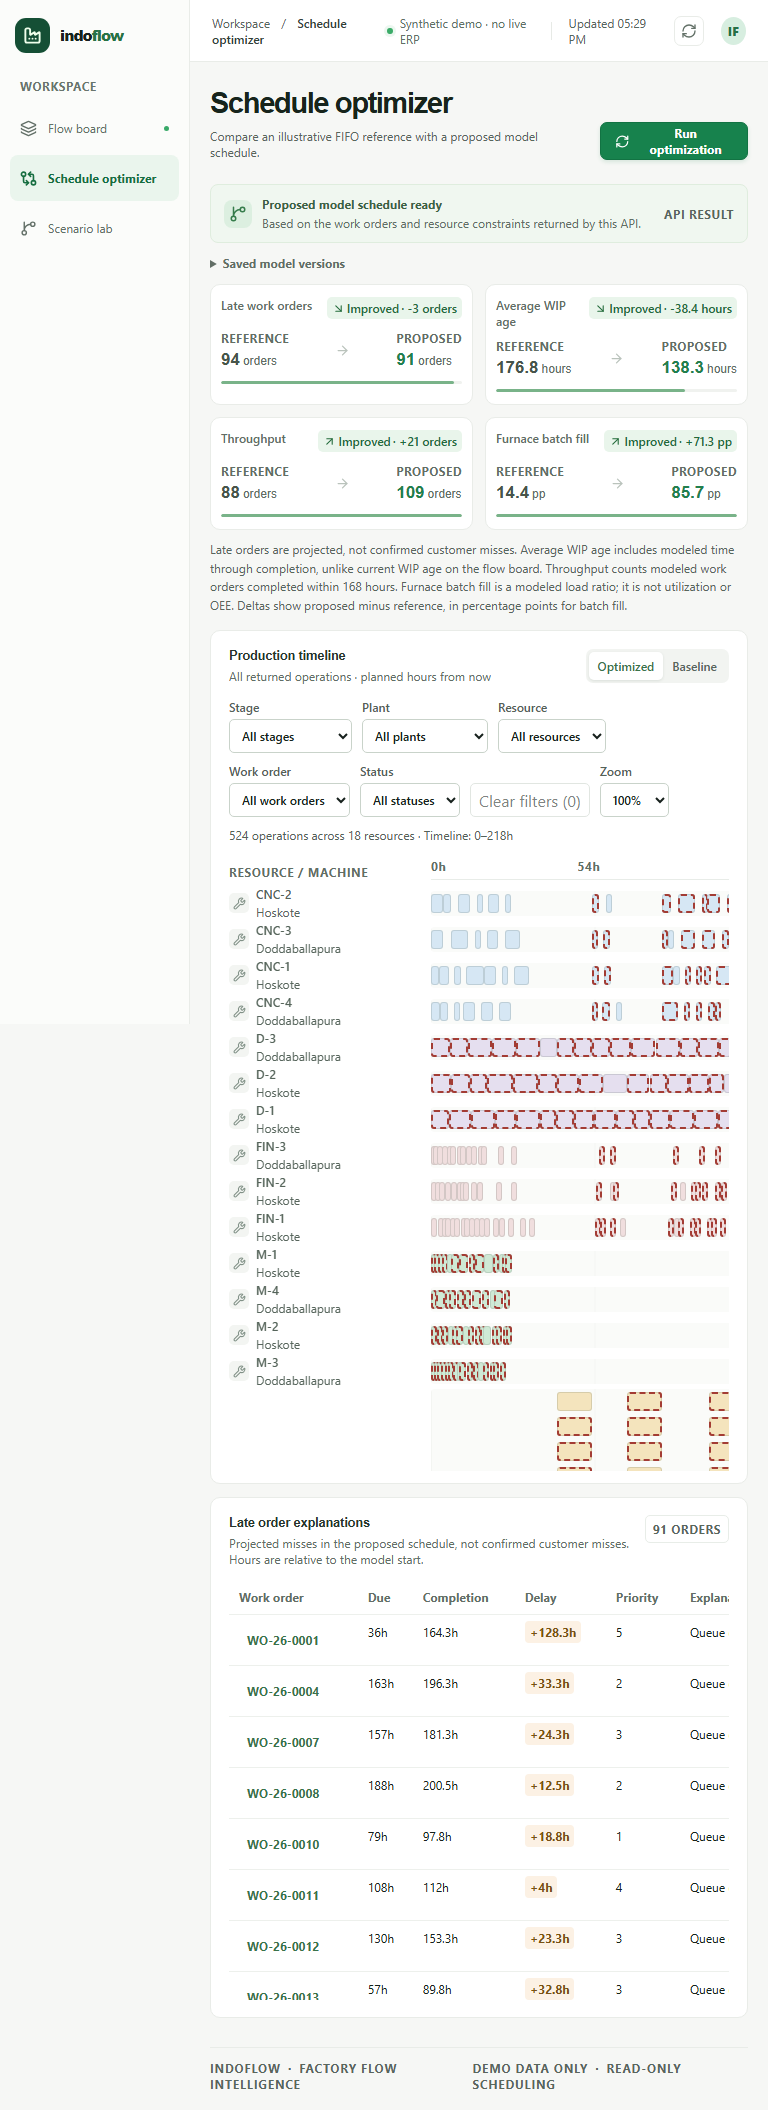 indoflow
WORKSPACE
Flow board
Schedule optimizer
Scenario lab
Workspace / Schedule optimizer
Synthetic demo · no live ERP
Updated 05:29 PM
IF
Schedule optimizer
Compare an illustrative FIFO reference with a proposed model schedule.
Run optimization
Proposed model schedule ready
Based on the work orders and resource constraints returned by this API.
API RESULT
Saved model versions
Late work orders
Improved · -3 orders
REFERENCE
94 orders
PROPOSED
91 orders
Average WIP age
Improved · -38.4 hours
REFERENCE
176.8 hours
PROPOSED
138.3 hours
Throughput
Improved · +21 orders
REFERENCE
88 orders
PROPOSED
109 orders
Furnace batch fill
Improved · +71.3 pp
REFERENCE
14.4 pp
PROPOSED
85.7 pp
Late orders are projected, not confirmed customer misses. Average WIP age includes modeled time
through completion, unlike current WIP age on the flow board. Throughput counts modeled work
orders completed within 168 hours. Furnace batch fill is a modeled load ratio; it is not utilization or
OEE. Deltas show proposed minus reference, in percentage points for batch fill.
Production timeline
All returned operations · planned hours from now
Optimized
Baseline
Stage
All stages
Plant
All plants
Resource
All resources
Work order
All work orders
Status
All statuses
Clear filters (0)
Zoom
100%
524 operations across 18 resources · Timeline: 0–218h
RESOURCE / MACHINE
0h
54h
CNC-2
Hoskote
CNC-3
Doddaballapura
CNC-1
Hoskote
CNC-4
Doddaballapura
D-3
Doddaballapura
D-2
Hoskote
D-1
Hoskote
FIN-3
Doddaballapura
FIN-2
Hoskote
FIN-1
Hoskote
M-1
Hoskote
M-4
Doddaballapura
M-2
Hoskote
M-3
Doddaballapura
Late order explanations
Projected misses in the proposed schedule, not confirmed customer misses.
Hours are relative to the model start.
91 ORDERS
Work order Due Completion Delay Priority
WO-26-0001 36h 164.3h +128.3h 5 Queue
WO-26-0004 163h 196.3h +33.3h 2 Queue
WO-26-0007 157h 181.3h +24.3h 3 Queue
WO-26-0008 188h 200.5h +12.5h 2 Queue
WO-26-0010 79h 97.8h +18.8h 1 Queue
WO-26-0011 108h 112h +4h 4 Queue
WO-26-0012 130h 153.3h +23.3h 3 Queue
WO-26-0013 57h 89.8h +32.8h 3 Queue
INDOFLOW · FACTORY FLOW INTELLIGENCE
DEMO DATA ONLY · READ-ONLY SCHEDULING